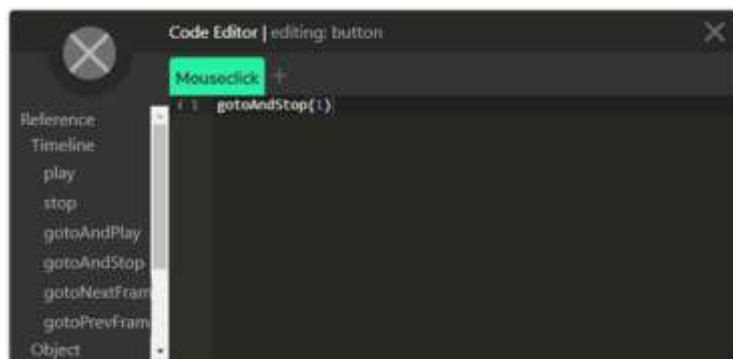 Code Editor | editing: button
Mouseclick +
1 gotoAndStop(1)
Reference
Timeline
play
stop
gotoAndPlay
gotoAndStop
gotoNextFram
gotoPrevFram
Object